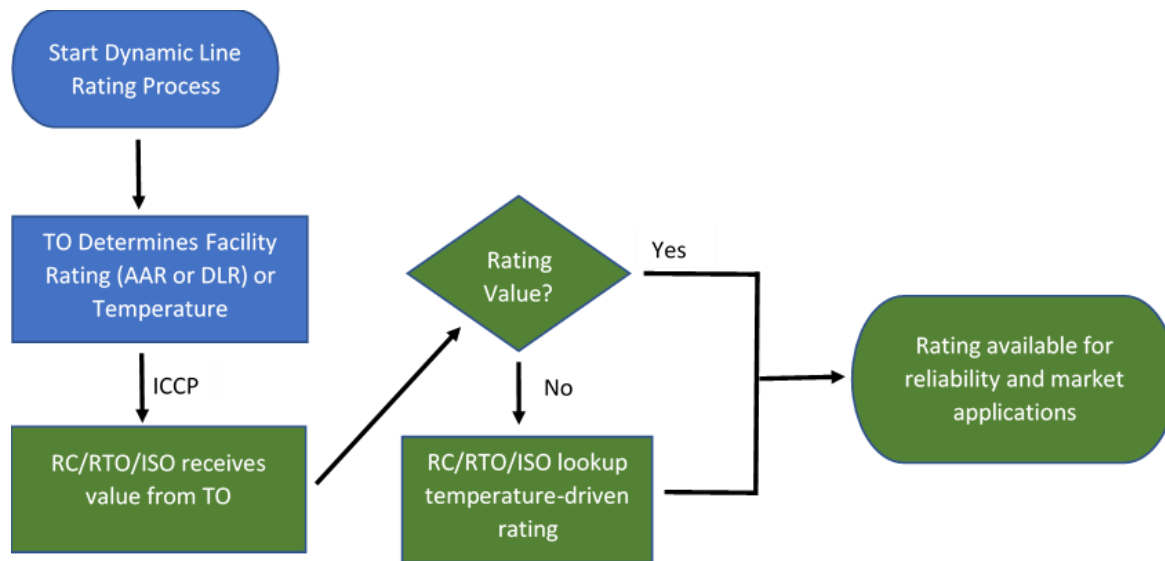 Start Dynamic Line
Rating Process
TO Determines Facility
Rating (AAR or DLR) or
Temperature
ICCP
RC/RTO/ISO receives
value from TO
Rating
Value?
Yes
No
RC/RTO/ISO lookup
temperature-driven
rating
Rating available for
reliability and market
applications